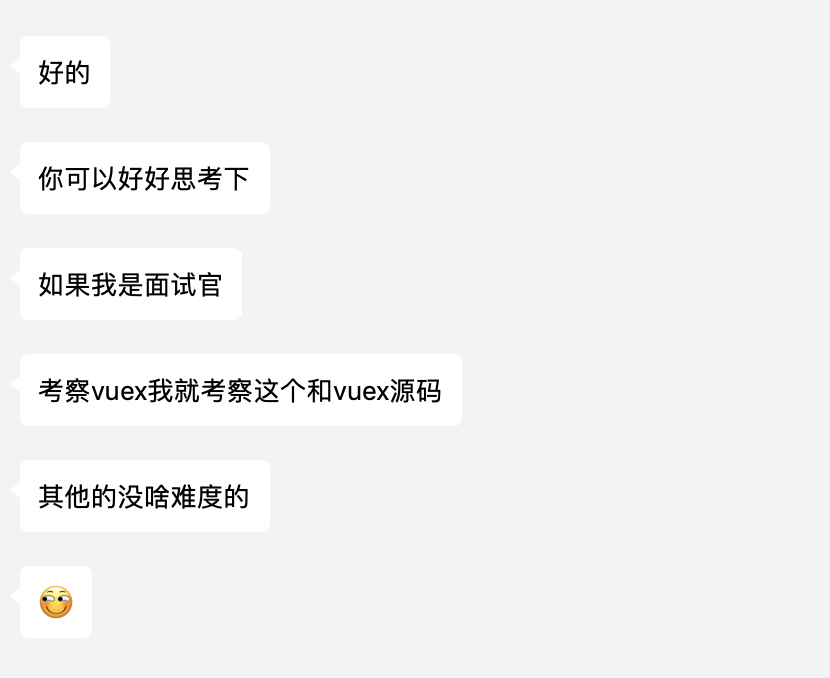 好的
你可以好好思考下
如果我是面试官
考察vuex我就考察这个和vuex源码
其他的没啥难度的